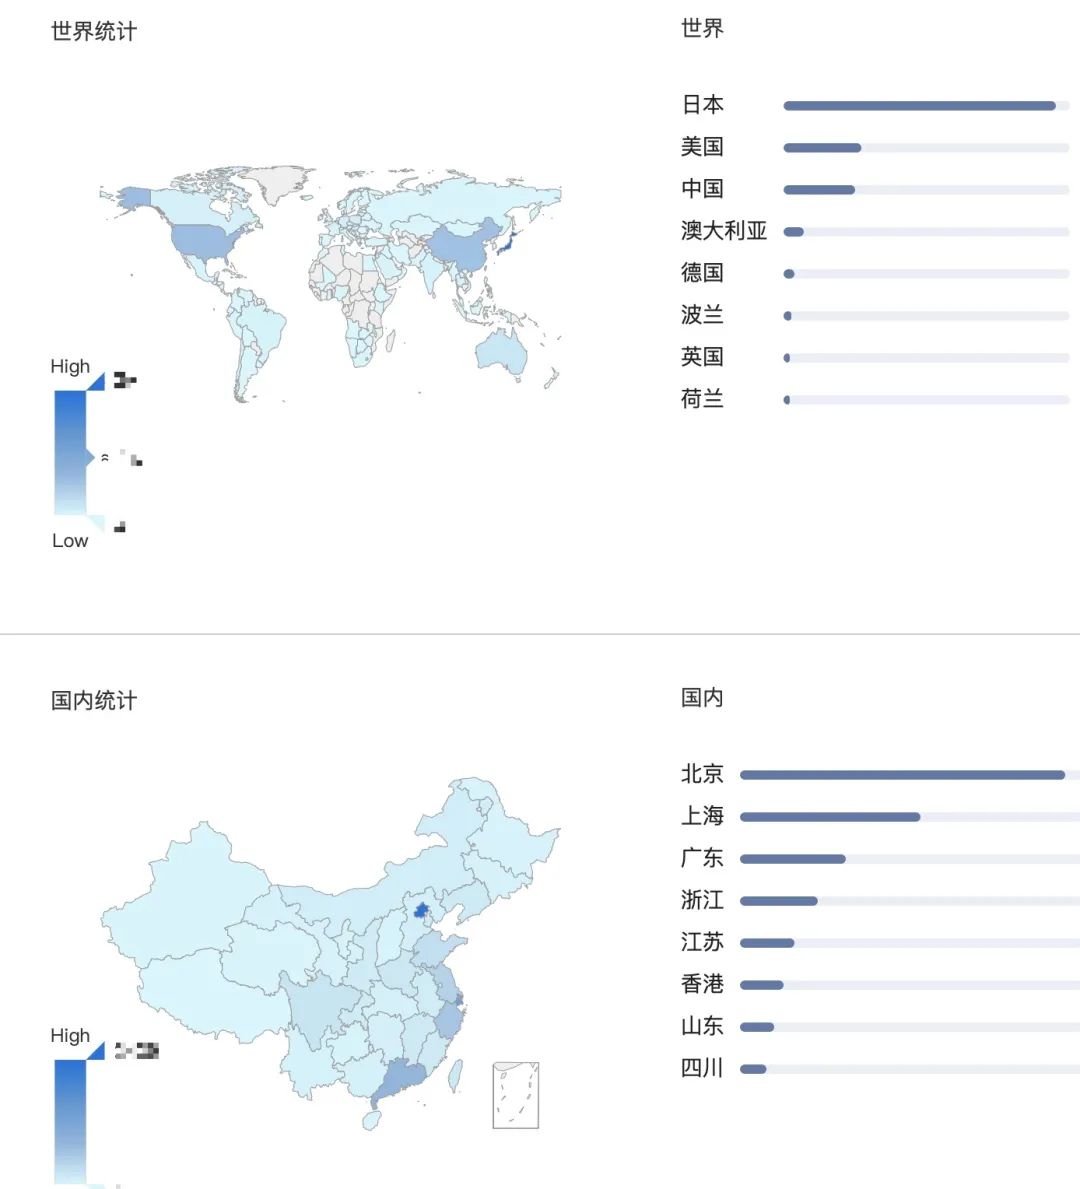 世界统计
世界
日本
美国
中国
澳大利亚
德国
波兰
英国
荷兰
High
Low
国内统计
国内
北京
上海
广东
浙江
江苏
香港
山东
四川
High